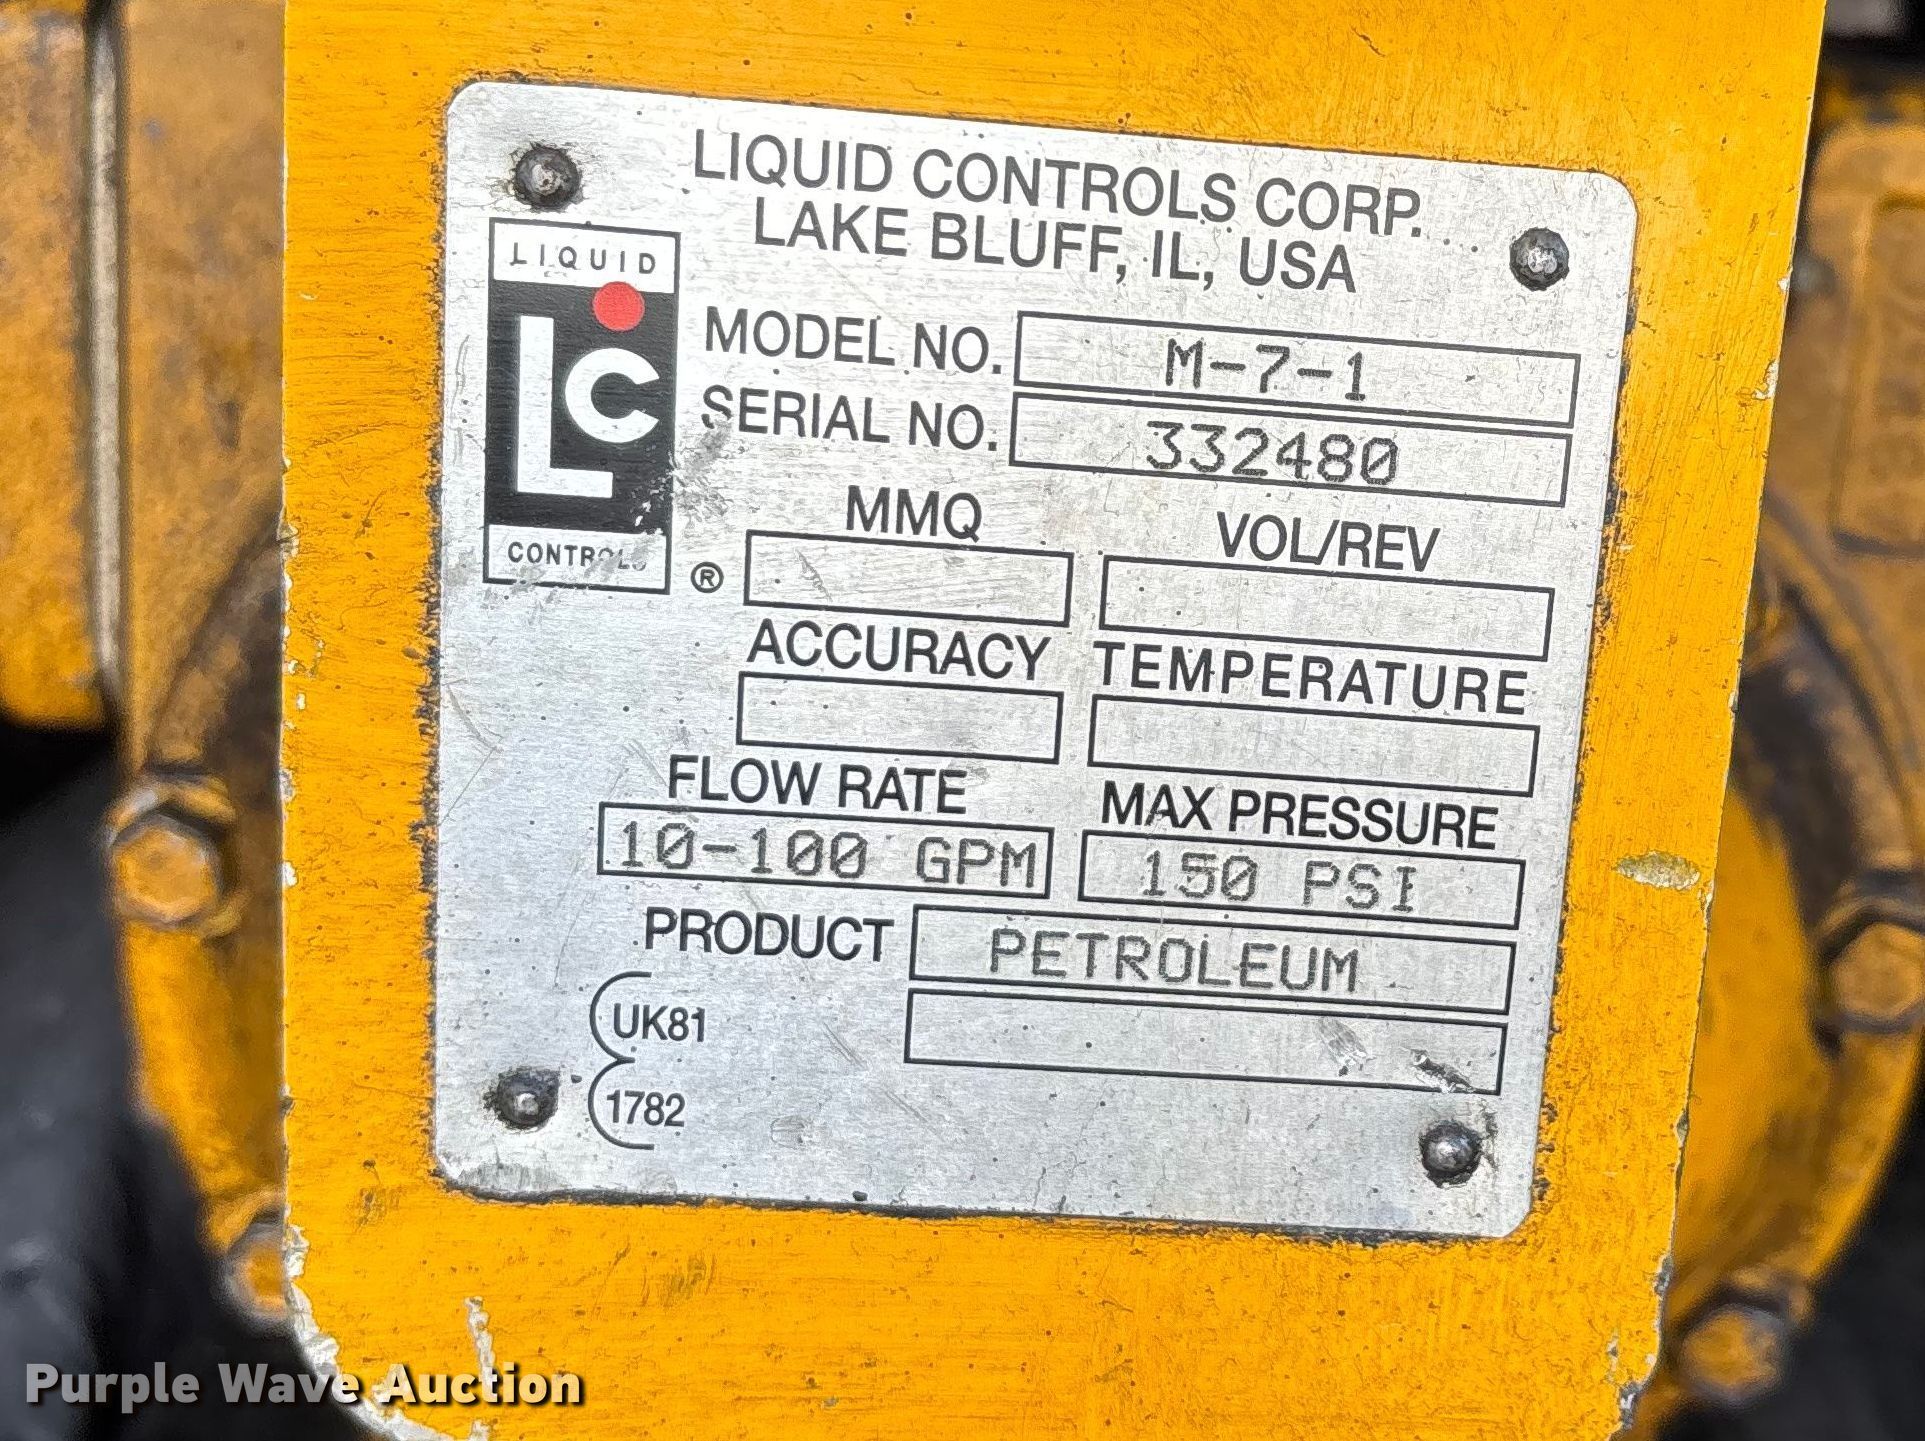 LIQUID CONTROLS CORP.
LAKE BLUFF, IL, USA
LIQUID
LC
CONTROLS
®
MODEL NO. M-7-1
SERIAL NO. 332480
MMQ VOL/REV
ACCURACY TEMPERATURE
FLOW RATE MAX PRESSURE
10-100 GPM 150 PSI
PRODUCT PETROLEUM
UK81
1782
Purple Wave Auction